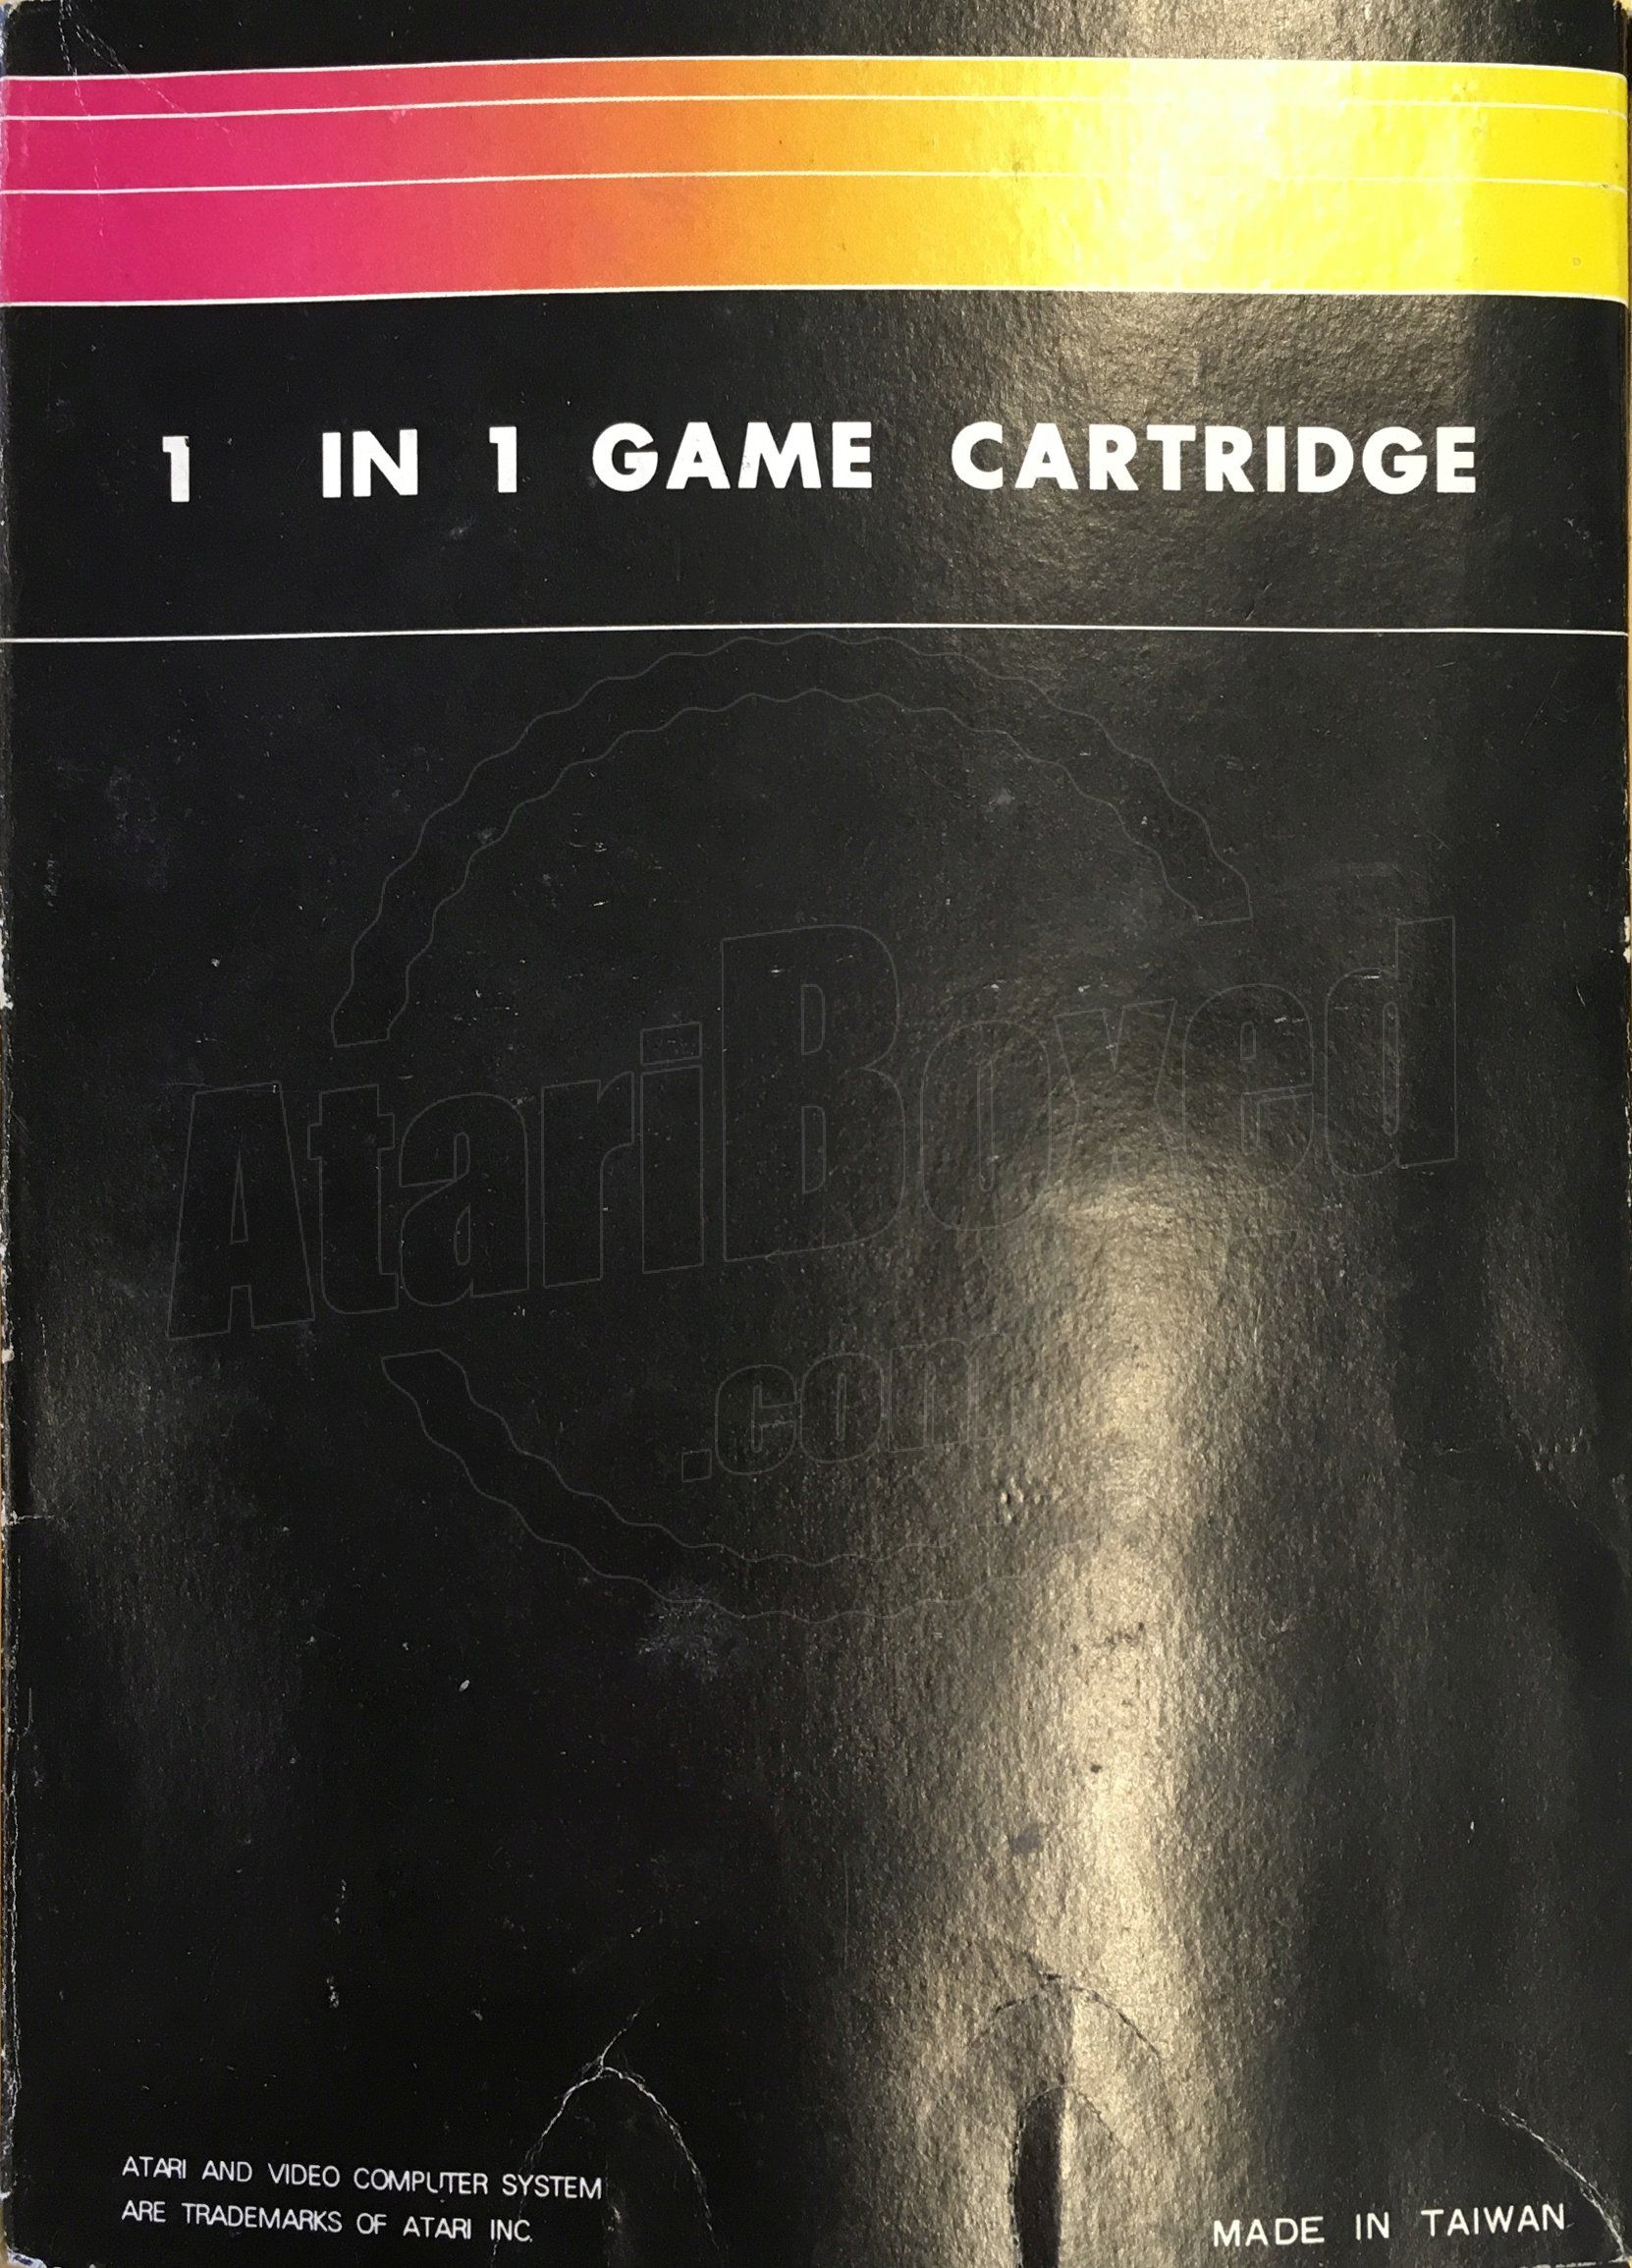 1 IN 1 GAME CARTRIDGE
AtariBoxed
.com
ATARI AND VIDEO COMPUTER SYSTEM
ARE TRADEMARKS OF ATARI INC.
MADE IN TAIWAN